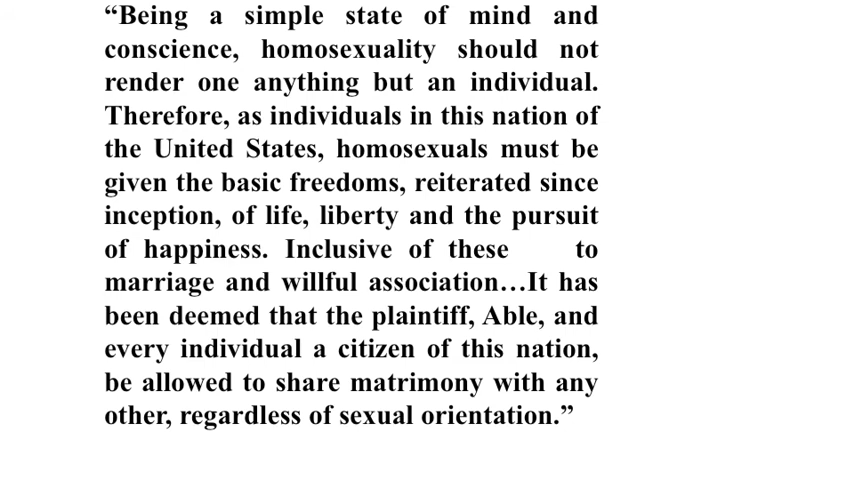 “Being a simple state of mind and
conscience, homosexuality should not
render one anything but an individual.
Therefore, as individuals in this nation of
the United States, homosexuals must be
given the basic freedoms, reiterated since
inception, of life, liberty and the pursuit
of happiness. Inclusive of these to
marriage and willful association…It has
been deemed that the plaintiff, Able, and
every individual a citizen of this nation,
be allowed to share matrimony with any
other, regardless of sexual orientation.”